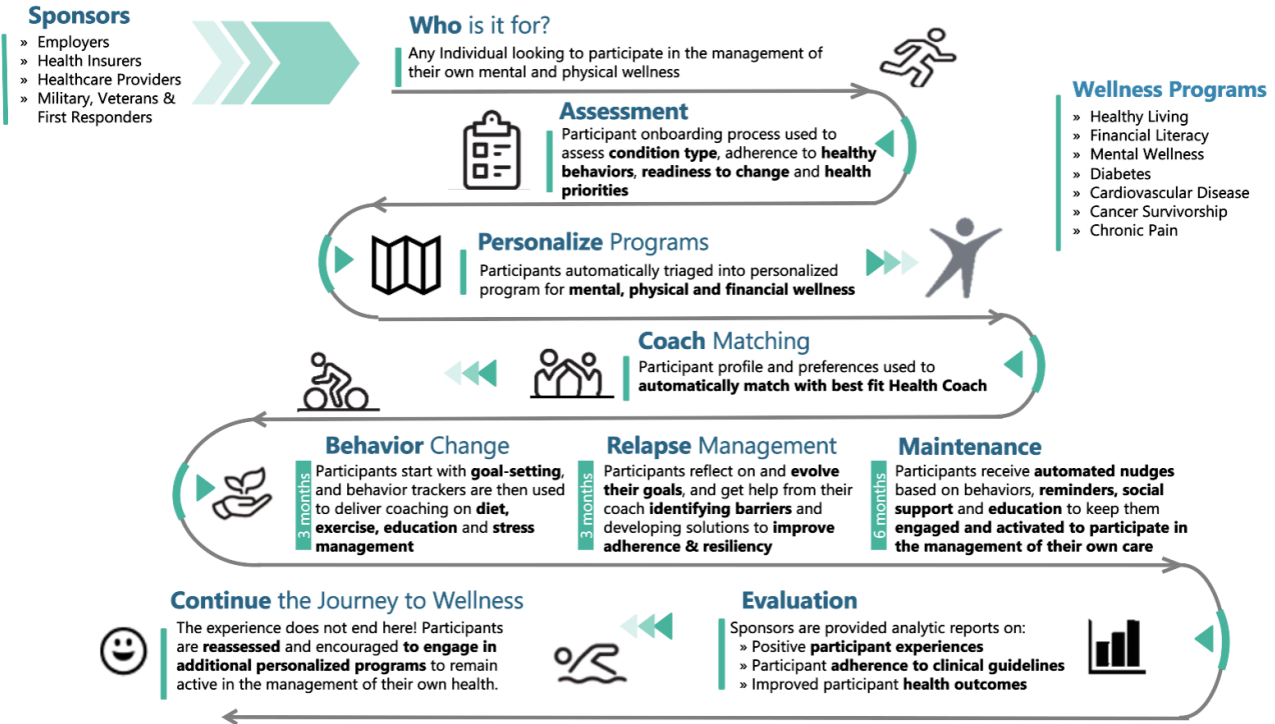 Sponsors
» Employers
» Health Insurers
» Healthcare Providers
» Military, Veterans &
First Responders
Who is it for?
Any Individual looking to participate in the management of
their own mental and physical wellness
Wellness Programs
» Healthy Living
» Financial Literacy
» Mental Wellness
» Diabetes
» Cardiovascular Disease
» Cancer Survivorship
» Chronic Pain
Assessment
Participant onboarding process used to
assess condition type, adherence to healthy
behaviors, readiness to change and health
priorities
Personalize Programs
Participants automatically triaged into personalized
program for mental, physical and financial wellness
Coach Matching
Participant profile and preferences used to
automatically match with best fit Health Coach
Behavior Change
3 months
Participants start with goal-setting,
and behavior trackers are then used
to deliver coaching on diet,
exercise, education and stress
management
Relapse Management
3 months
Participants reflect on and evolve
their goals, and get help from their
coach identifying barriers and
developing solutions to improve
adherence & resiliency
Maintenance
6 months
Participants receive automated nudges
based on behaviors, reminders, social
support and education to keep them
engaged and activated to participate in
the management of their own care
Evaluation
Sponsors are provided analytic reports on:
» Positive participant experiences
» Participant adherence to clinical guidelines
» Improved participant health outcomes
Continue the Journey to Wellness
The experience does not end here! Participants
are reassessed and encouraged to engage in
additional personalized programs to remain
active in the management of their own health.